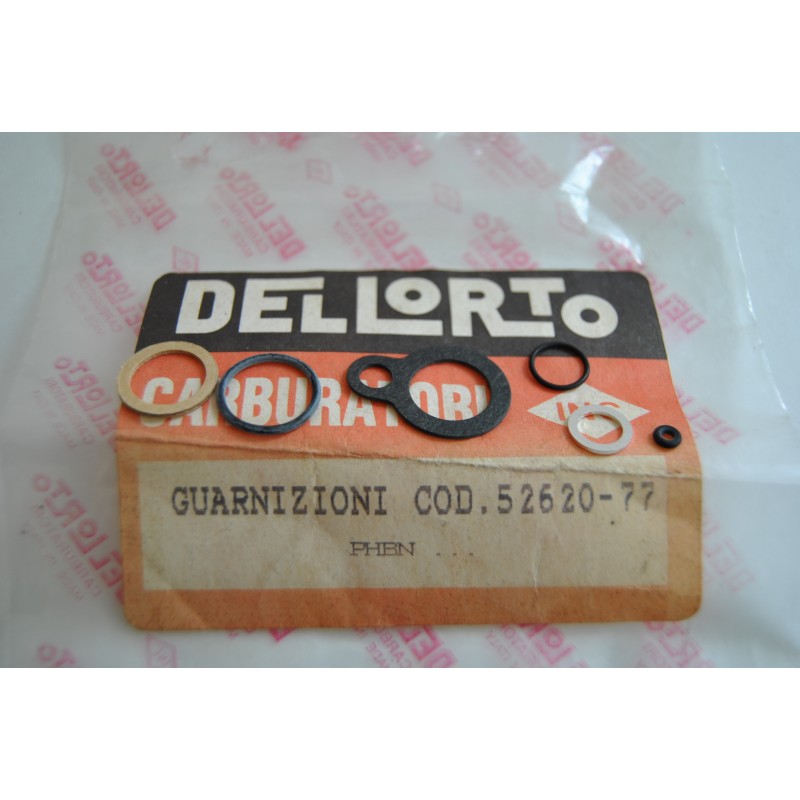 DELLORTO
CARBURATORI
GUARNIZIONI COD.52620-77
PHBN ...